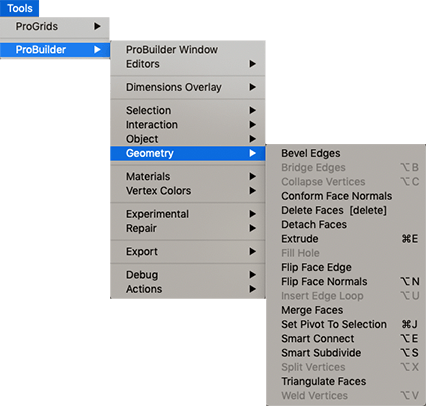 Tools
ProGrids ▶
ProBuilder ▶
ProBuilder Window
Editors ▶
Dimensions Overlay ▶
Selection ▶
Interaction ▶
Object ▶
Geometry ▶
Materials ▶
Vertex Colors ▶
Experimental ▶
Repair ▶
Export ▶
Debug ▶
Actions ▶
Bevel Edges
Bridge Edges ⌥B
Collapse Vertices ⌥C
Conform Face Normals
Delete Faces [delete]
Detach Faces
Extrude ⌘E
Fill Hole
Flip Face Edge
Flip Face Normals ⌥N
Insert Edge Loop ⌥U
Merge Faces
Set Pivot To Selection ⌘J
Smart Connect ⌥E
Smart Subdivide ⌥S
Split Vertices ⌥X
Triangulate Faces
Weld Vertices ⌥V